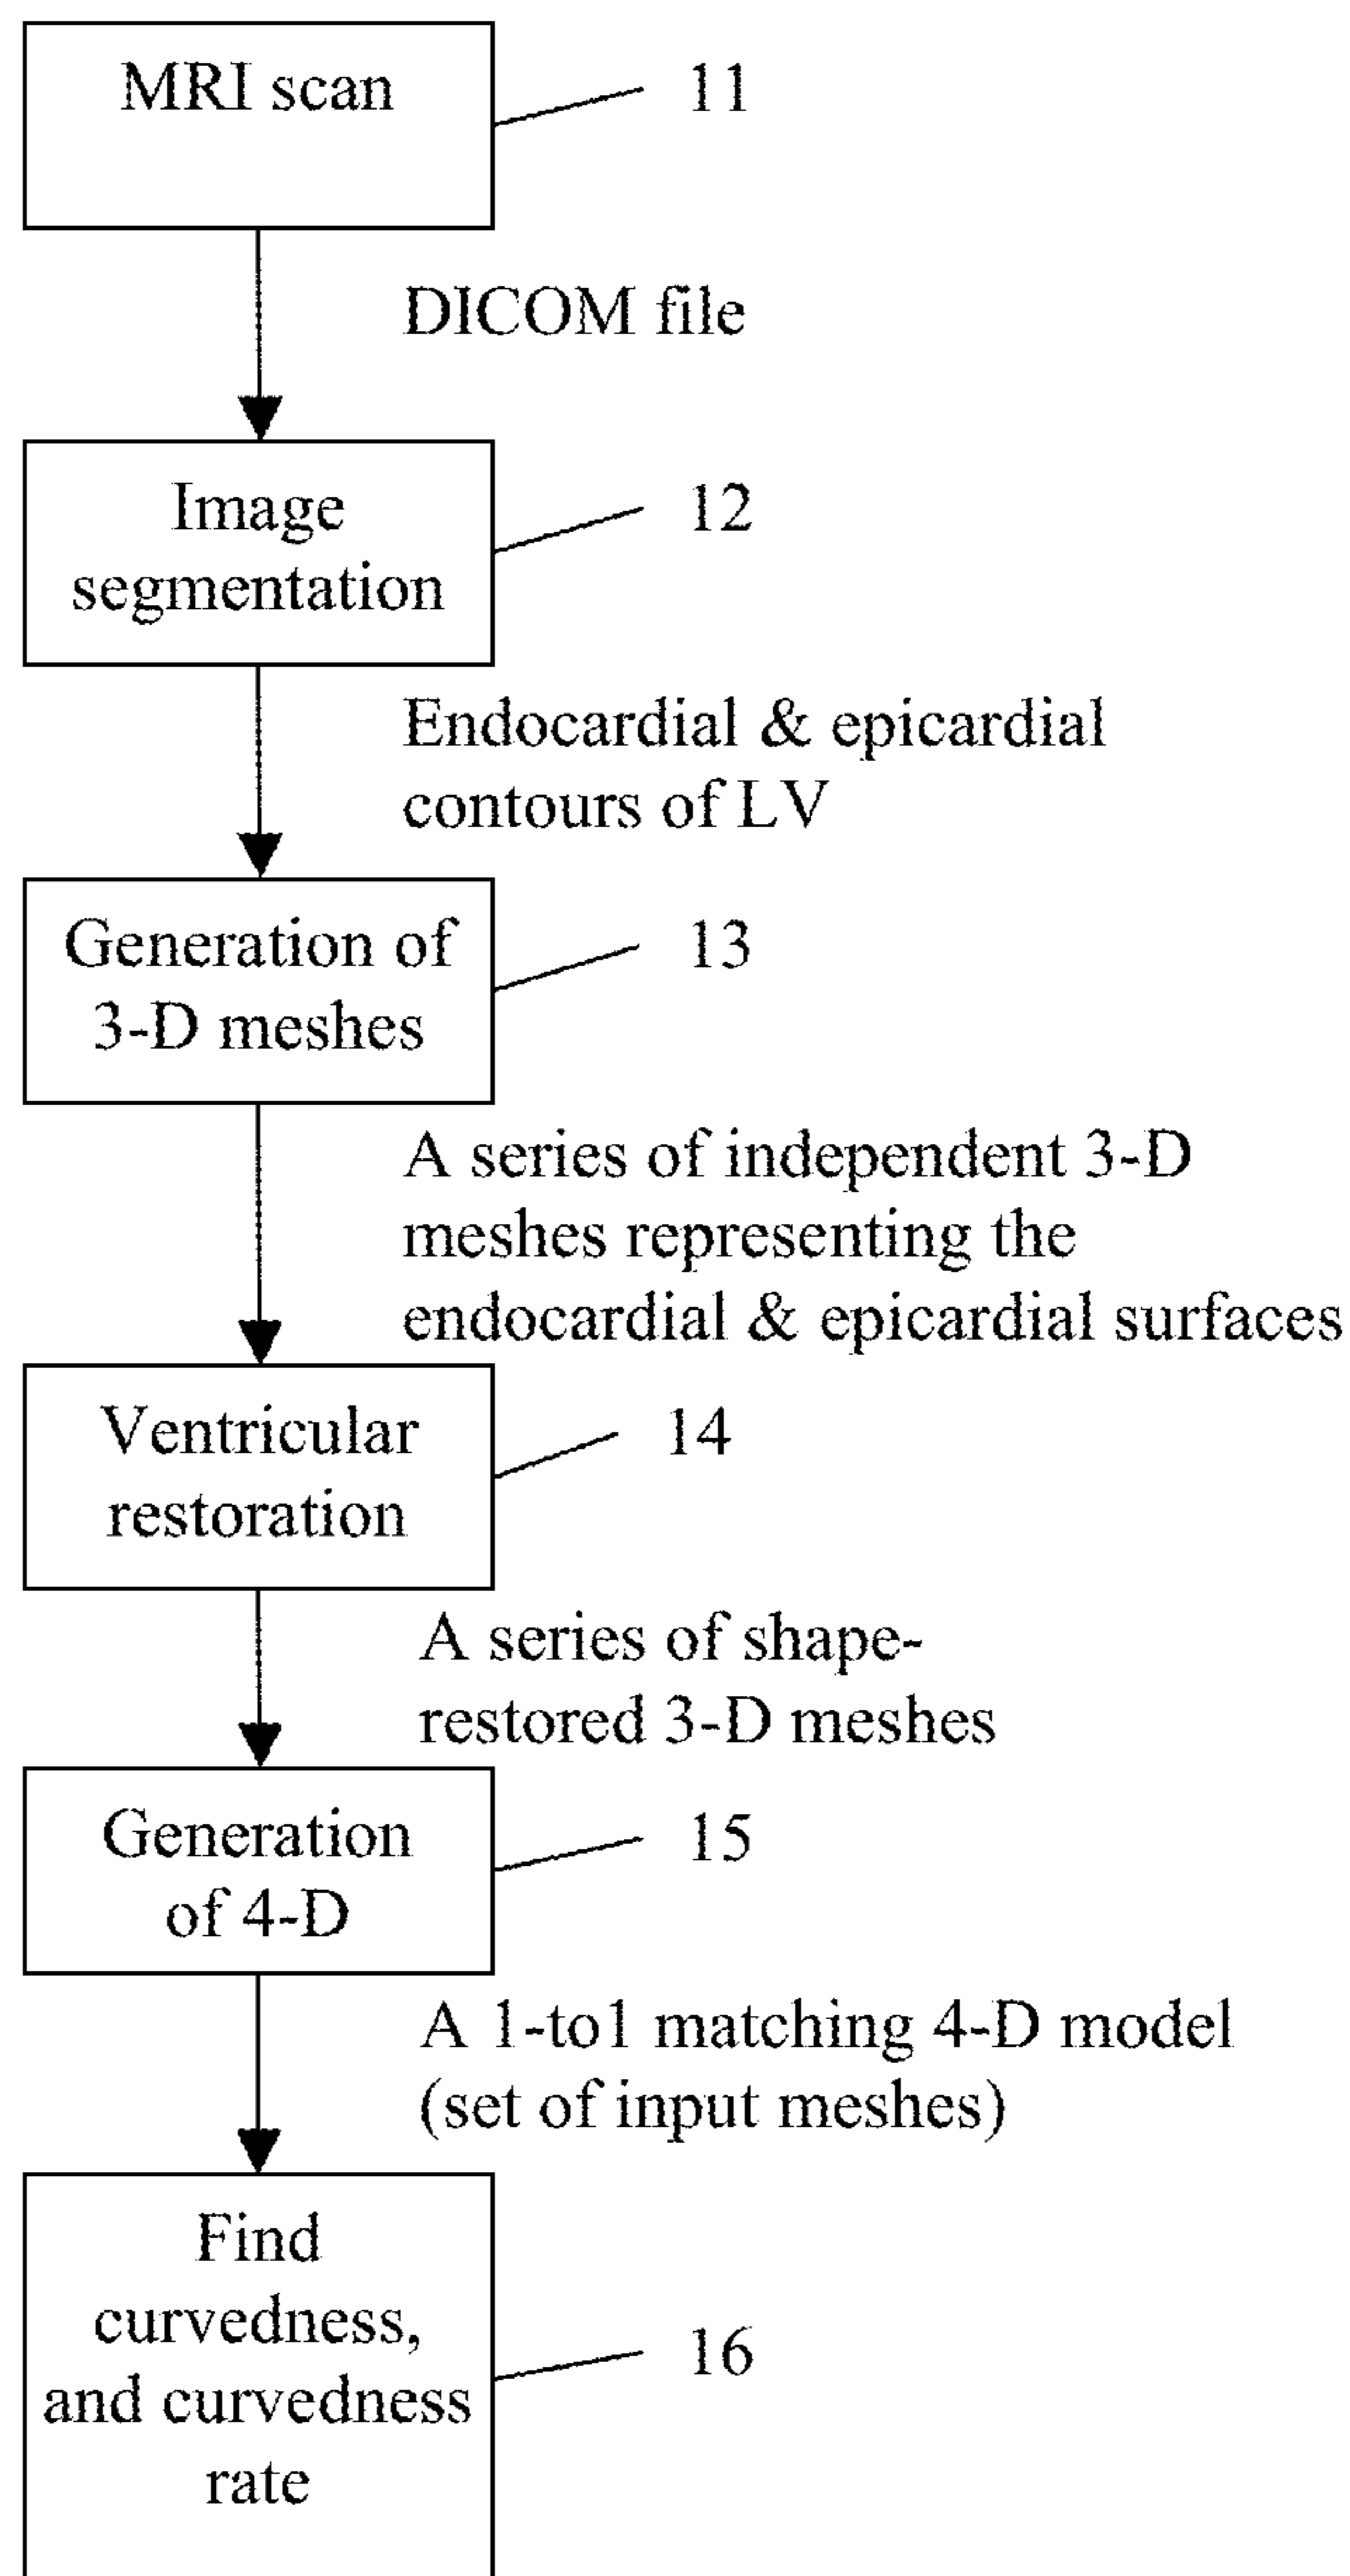 MRI scan
11
DICOM file
Image
segmentation
12
Endocardial & epicardial
contours of LV
Generation of
3-D meshes
13
A series of independent 3-D
meshes representing the
endocardial & epicardial surfaces
Ventricular
restoration
14
A series of shape-
restored 3-D meshes
Generation
of 4-D
15
A 1-to1 matching 4-D model
(set of input meshes)
Find
curvedness,
and curvedness
rate
16